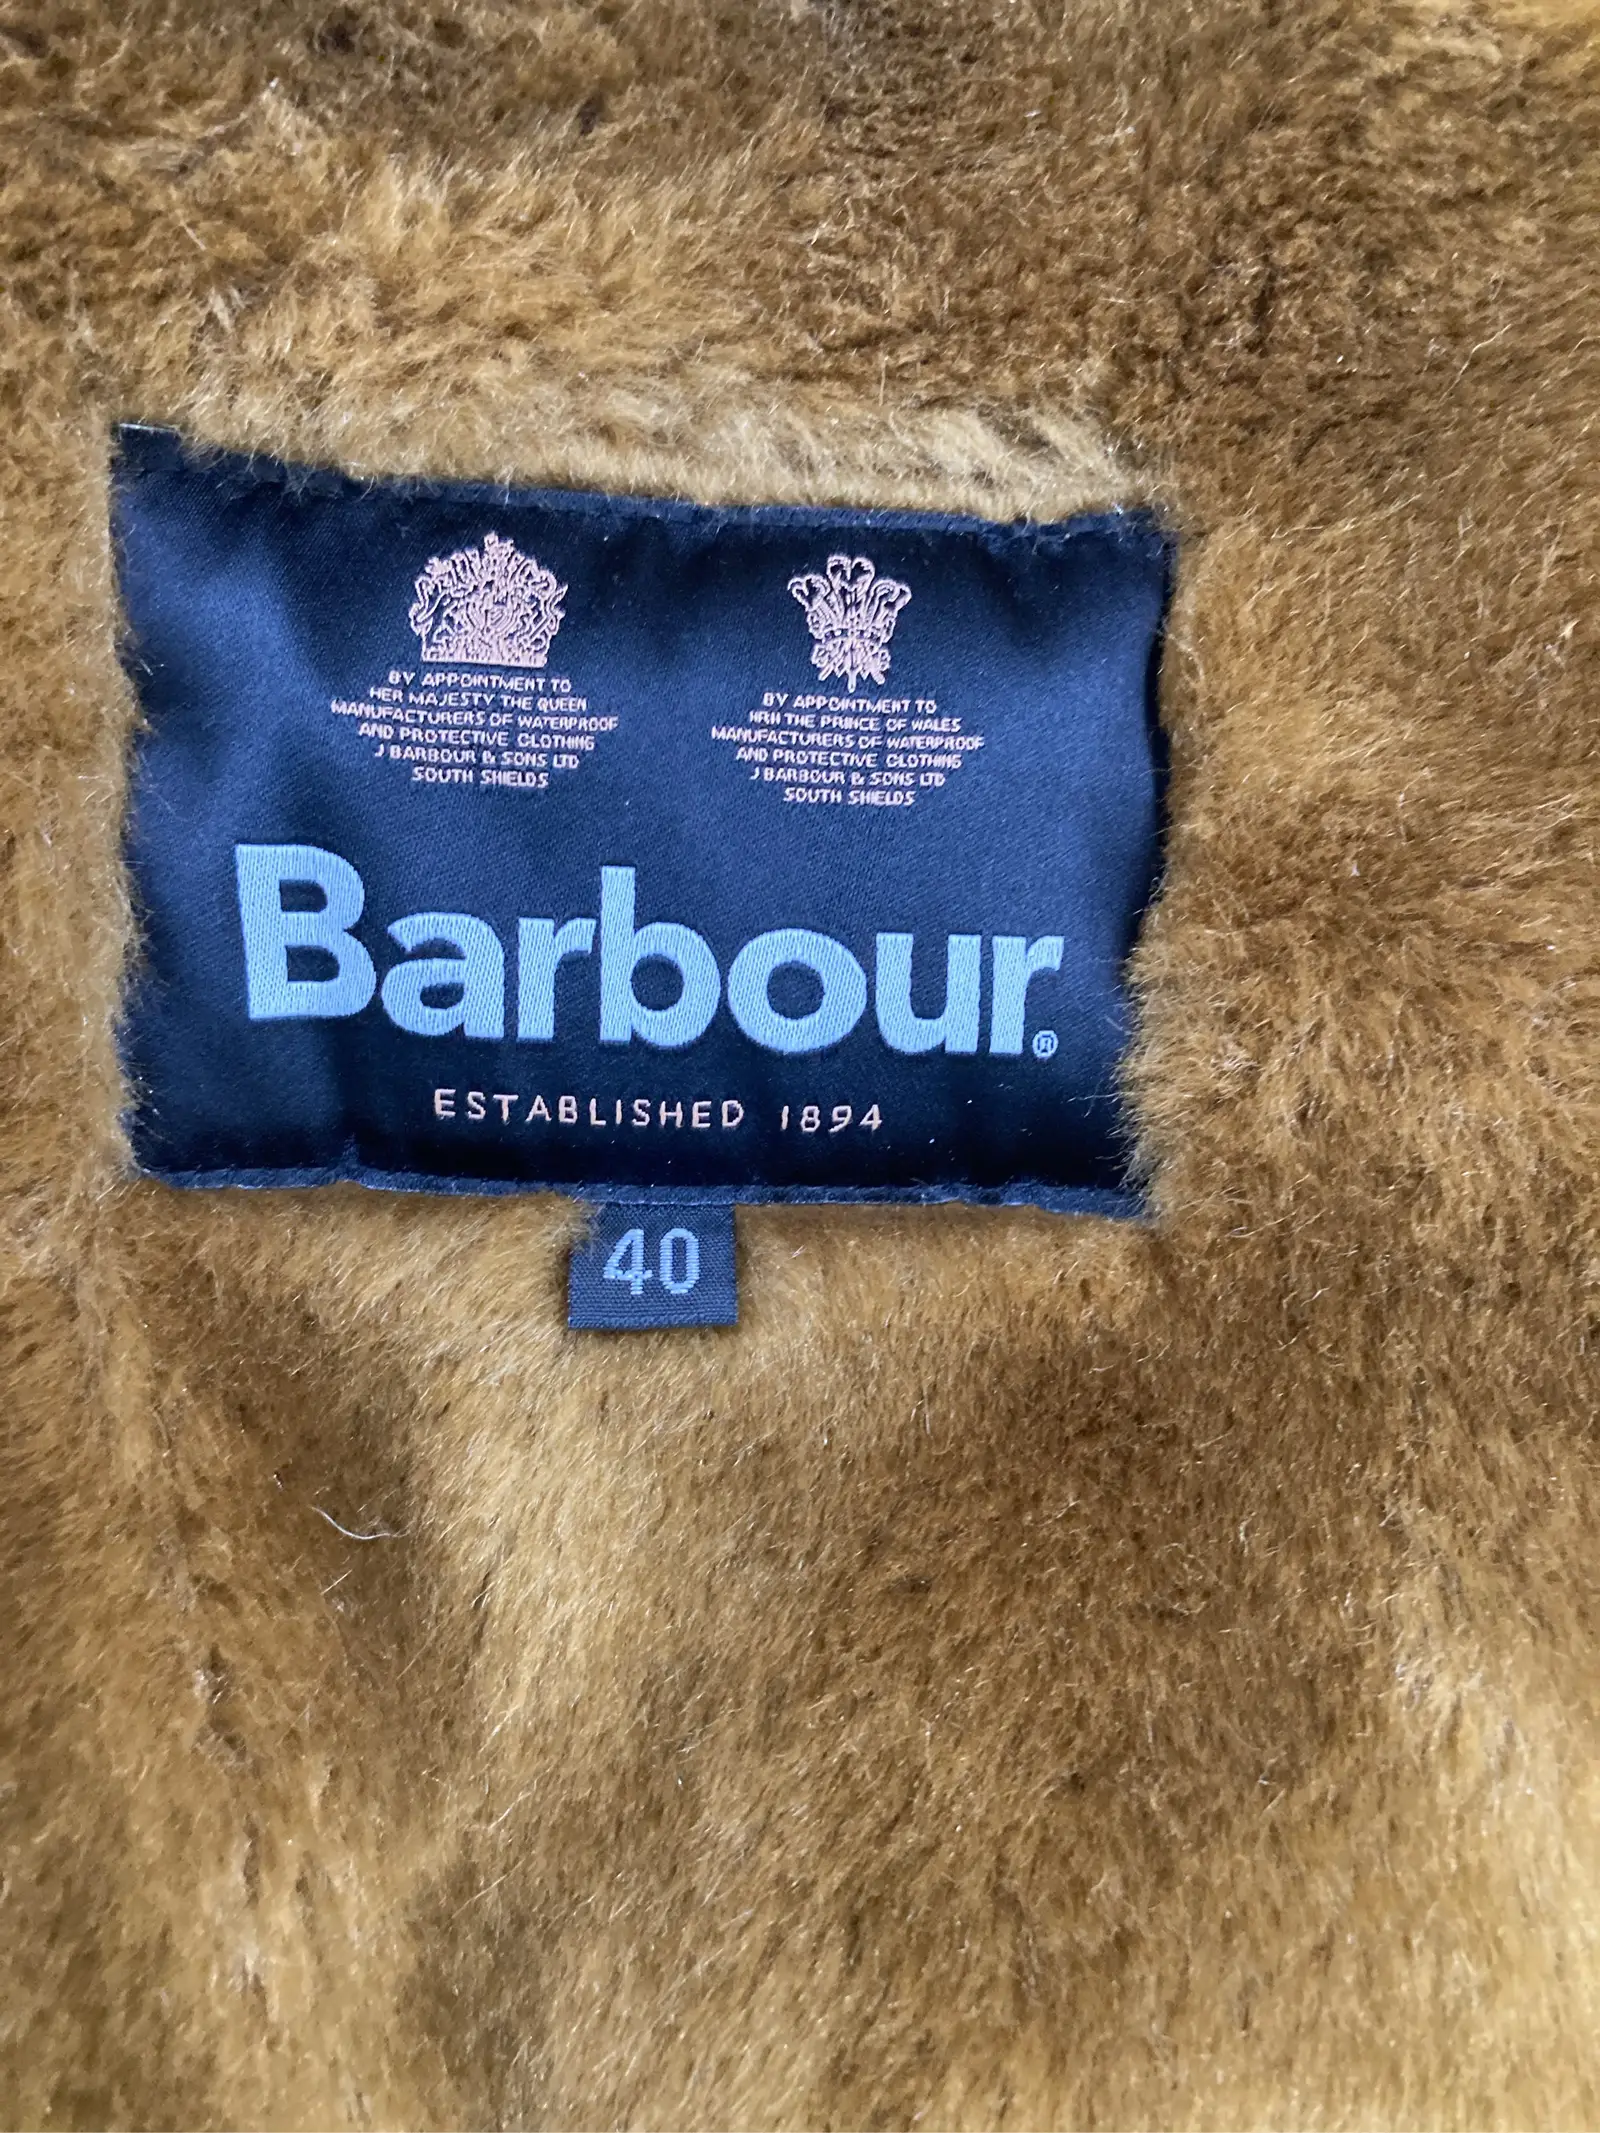 BY APPOINTMENT TO
HER MAJESTY THE QUEEN
MANUFACTURERS OF WATERPROOF
AND PROTECTIVE CLOTHING
J BARBOUR & SONS LTD
SOUTH SHIELDS
BY APPOINTMENT TO
HRH THE PRINCE OF WALES
MANUFACTURERS OF WATERPROOF
AND PROTECTIVE CLOTHING
J BARBOUR & SONS LTD
SOUTH SHIELDS
Barbour®
ESTABLISHED 1894
40